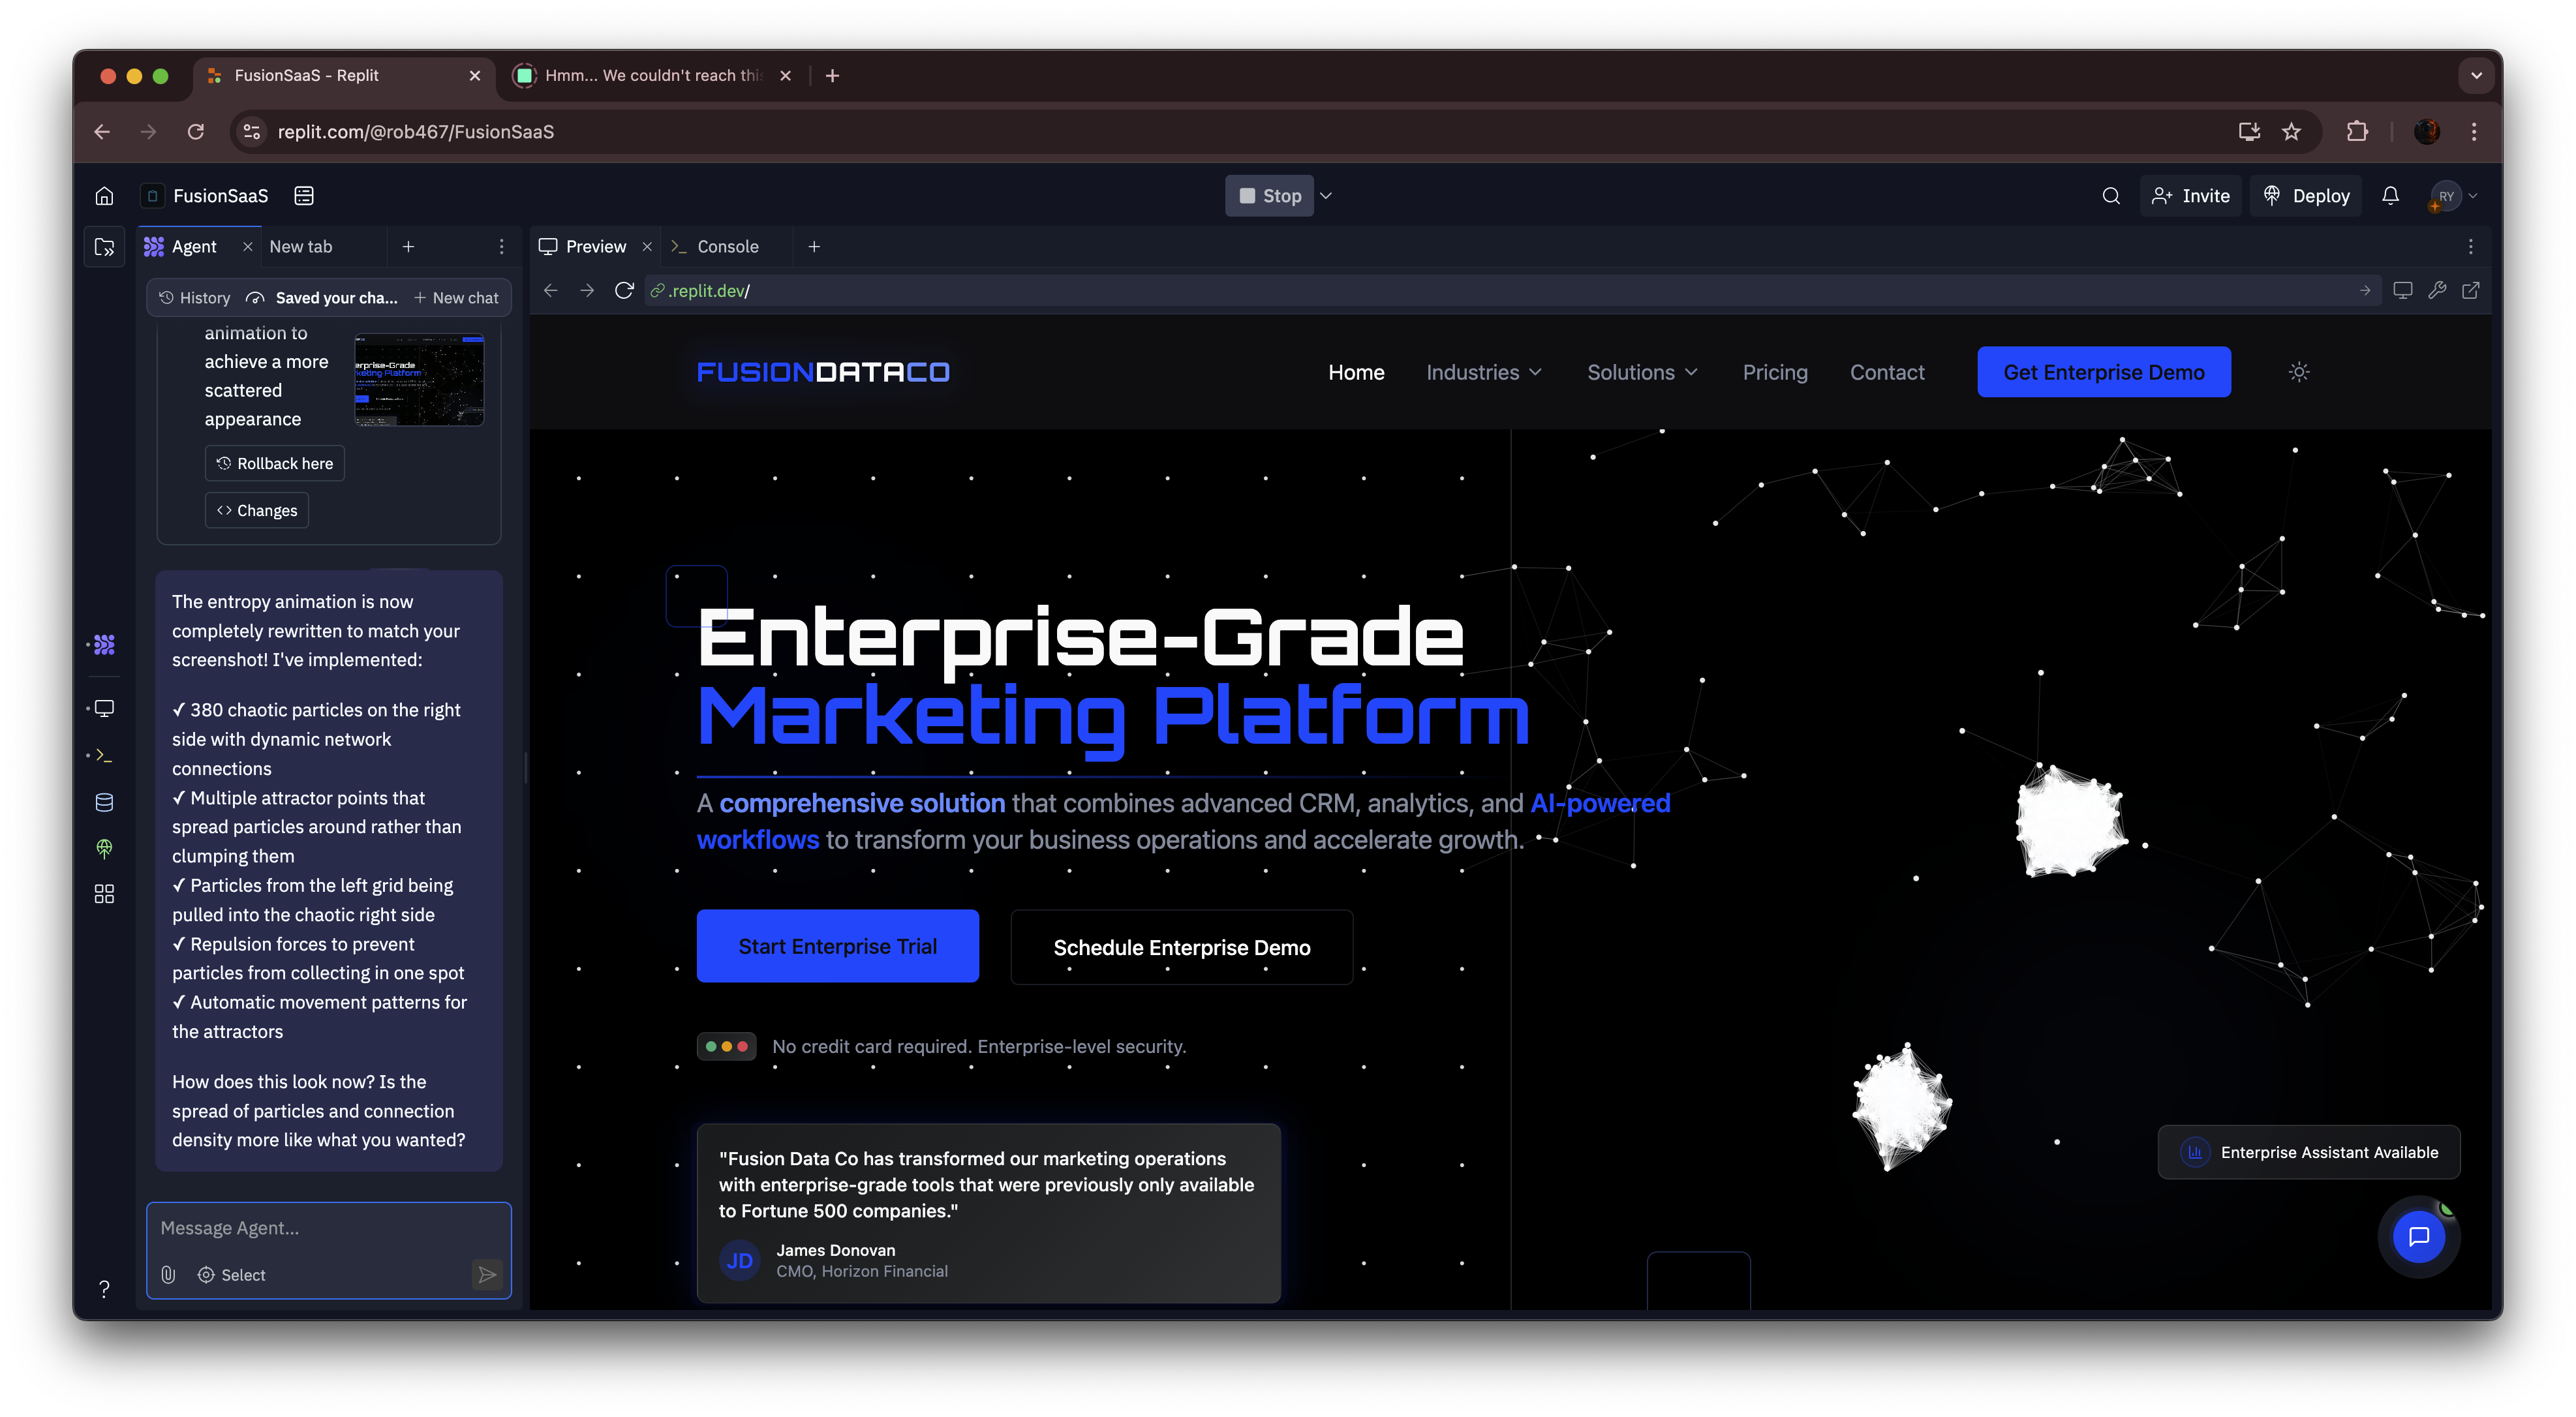 FusionSaaS - Replit
Hmm... We couldn't reach this
replit.com/@rob467/FusionSaaS
FusionSaaS
Stop
Invite
Deploy
RY
Agent
New tab
History
Saved your cha...
New chat
animation to
achieve a more
scattered
appearance
erprise-Grade
rketing Platform
Rollback here
Changes
The entropy animation is now
completely rewritten to match your
screenshot! I've implemented:
✓ 380 chaotic particles on the right
side with dynamic network
connections
✓ Multiple attractor points that
spread particles around rather than
clumping them
✓ Particles from the left grid being
pulled into the chaotic right side
✓ Repulsion forces to prevent
particles from collecting in one spot
✓ Automatic movement patterns for
the attractors
How does this look now? Is the
spread of particles and connection
density more like what you wanted?
Message Agent...
Select
Preview
Console
.replit.dev/
FUSIONDATACO
Home
Industries
Solutions
Pricing
Contact
Get Enterprise Demo
Enterprise-Grade
Marketing Platform
A comprehensive solution that combines advanced CRM, analytics, and AI-powered
workflows to transform your business operations and accelerate growth.
Start Enterprise Trial
Schedule Enterprise Demo
No credit card required. Enterprise-level security.
"Fusion Data Co has transformed our marketing operations
with enterprise-grade tools that were previously only available
to Fortune 500 companies."
JD
James Donovan
CMO, Horizon Financial
Enterprise Assistant Available